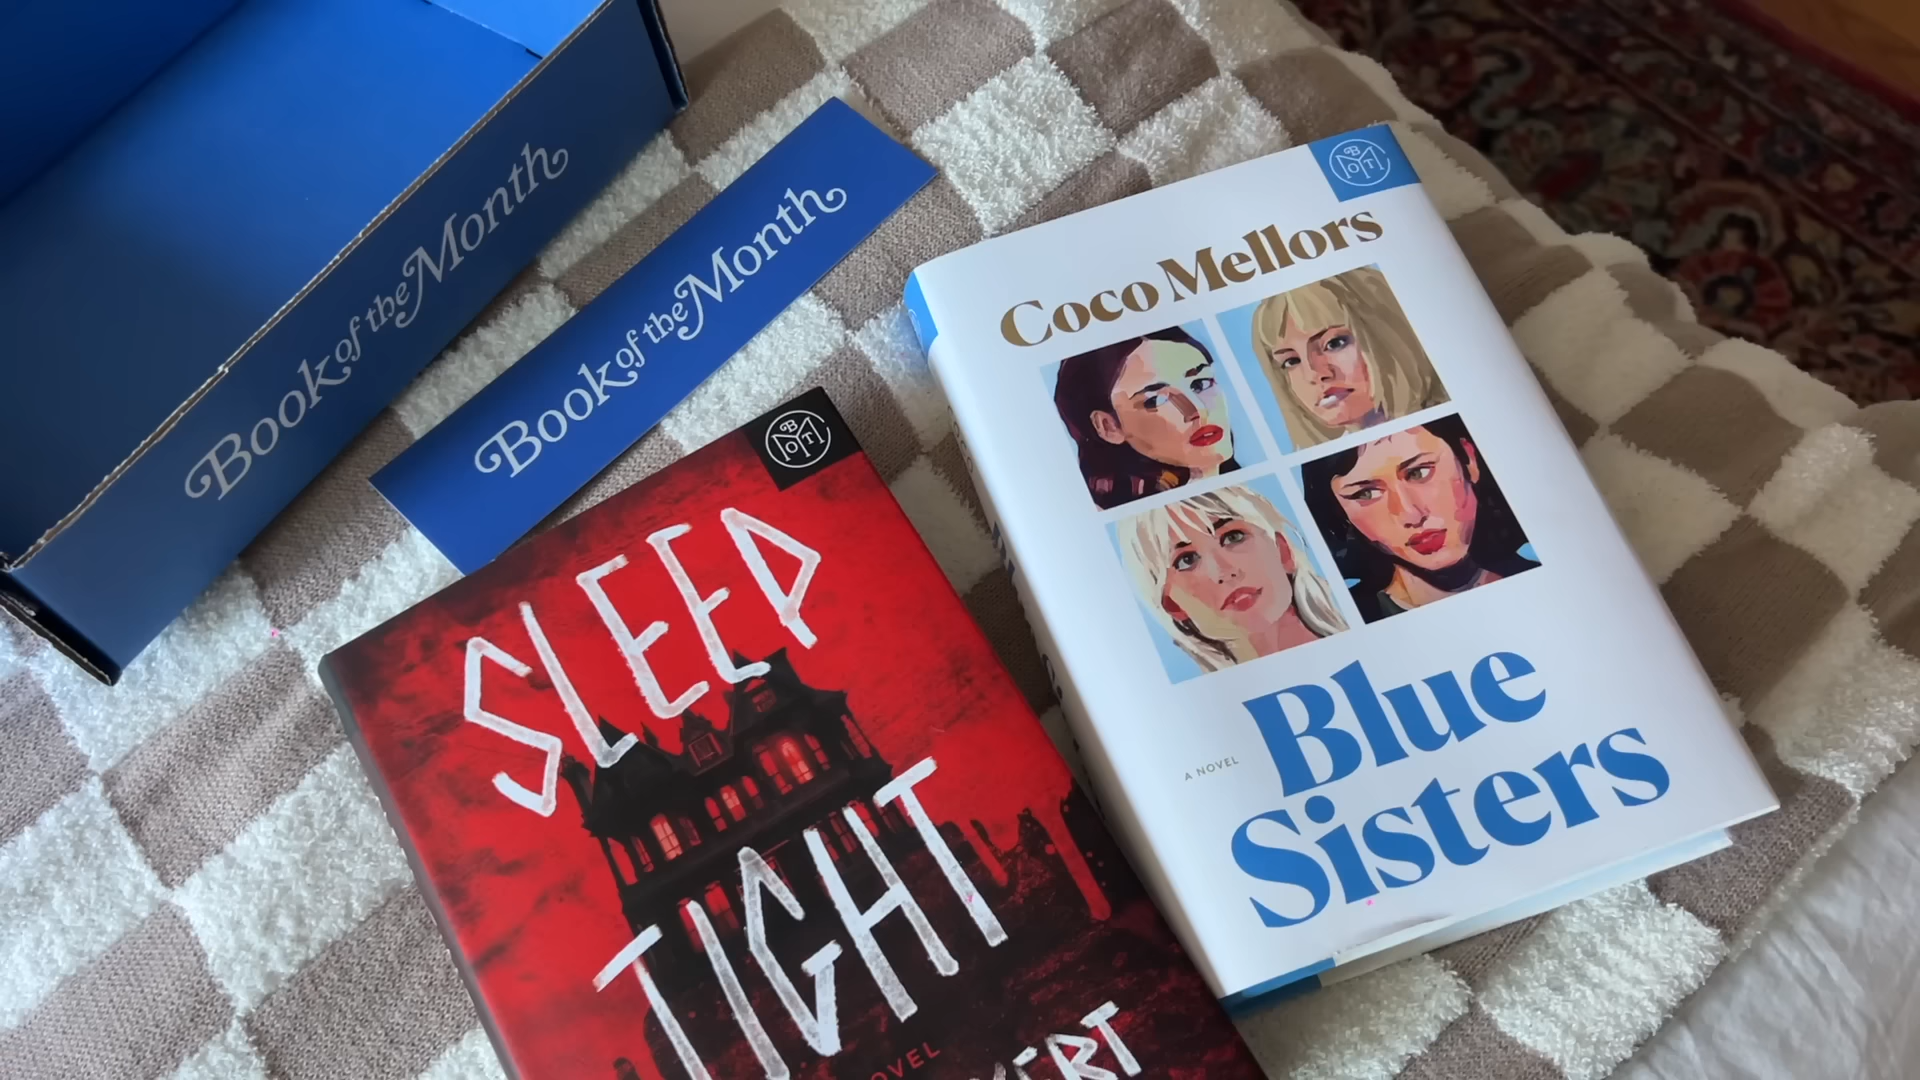 Book of the Month
Book of the Month
BOTM
Coco Mellors
A NOVEL
Blue
Sisters
BOTM
SLEEP
TIGHT